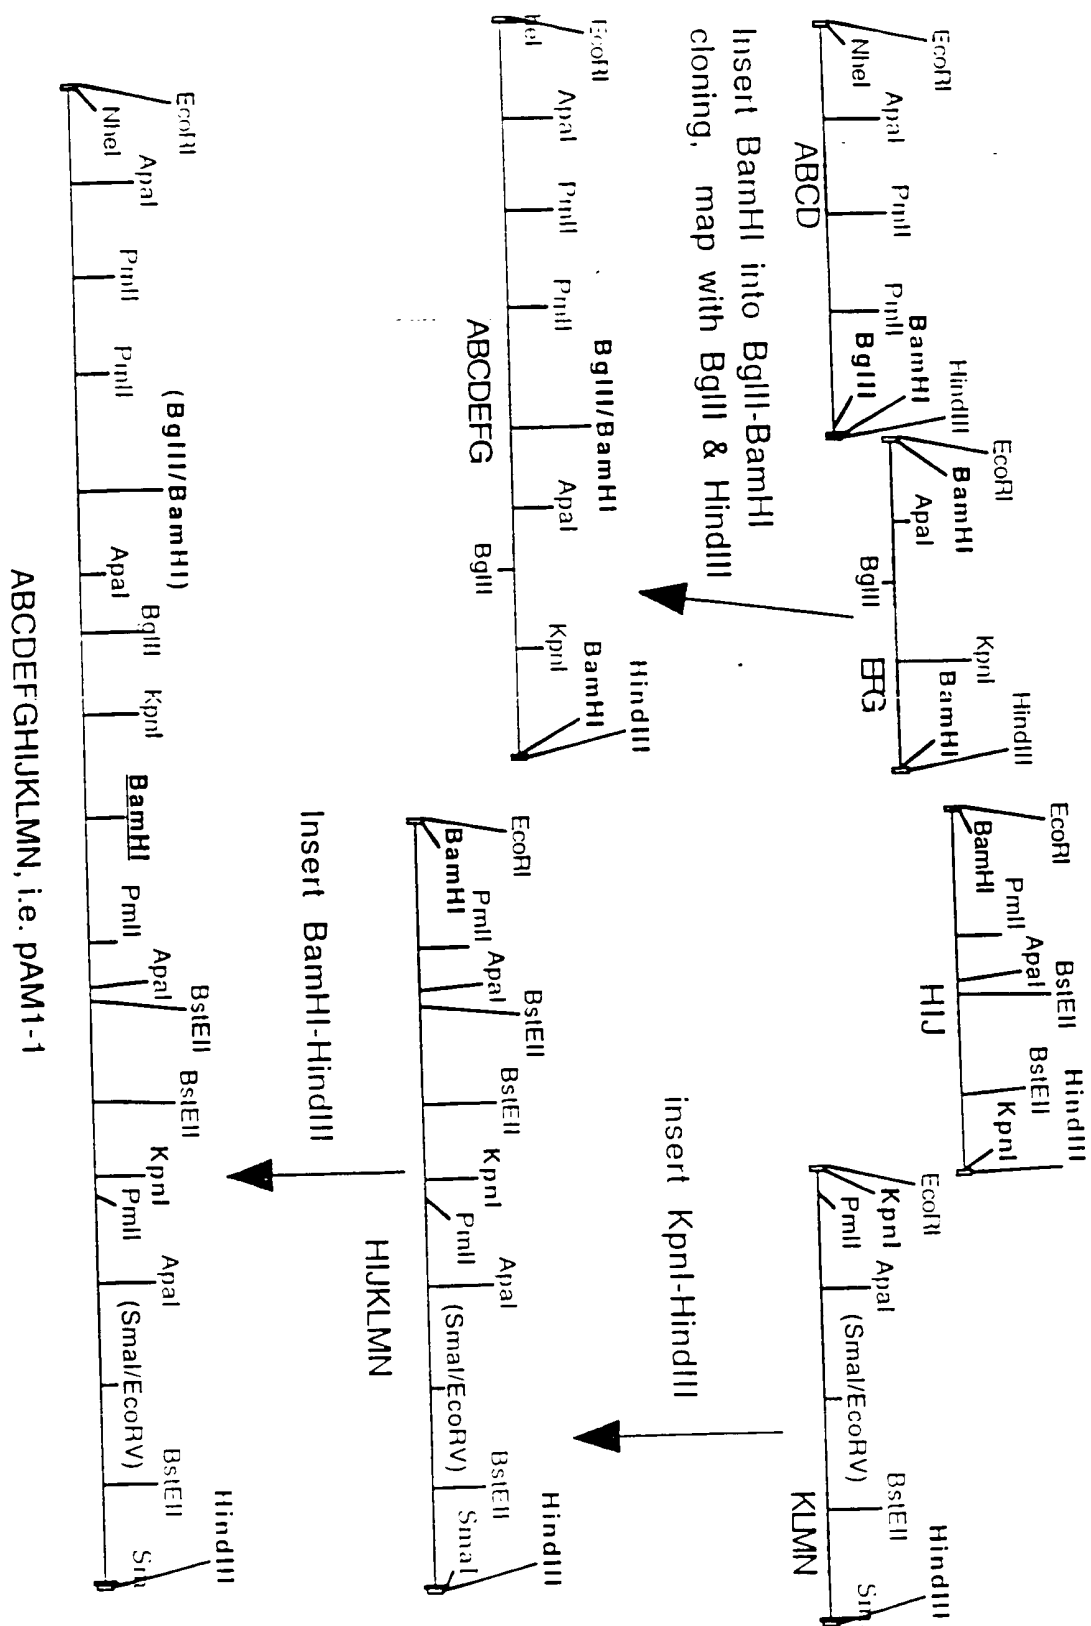 EcoRI
NheI
ApaI
PmlI
PmlI
BamHI
BglII
HindIII
ABCD
EcoRI
BamHI
ApaI
BglII
KpnI
BamHI
HindIII
EFG
EcoRI
BamHI
PmlI
ApaI
BstEII
BstEII
HindIII
KpnI
HIJ
EcoRI
KpnI
PmlI
ApaI
(SmaI/EcoRV)
BstEII
HindIII
KLMN
Insert BamHI into BglII-BamHI
cloning, map with BglII & HindIII
insert KpnI-HindIII
EcoRI
ApaI
PmlI
PmlI
BglII/BamHI
ApaI
BglII
KpnI
BamHI
HindIII
ABCDEFG
EcoRI
BamHI
PmlI
ApaI
BstEII
BstEII
KpnI
PmlI
ApaI
(SmaI/EcoRV)
BstEII
SmaI
HindIII
HIJKLMN
Insert BamHI-HindIII
EcoRI
NheI
ApaI
PmlI
PmlI
(BglII/BamHI)
ApaI
BglII
KpnI
BamHI
PmlI
ApaI
BstEII
BstEII
KpnI
PmlI
ApaI
(SmaI/EcoRV)
BstEII
HindIII
ABCDEFGHIJKLMN, i.e. pAM1-1